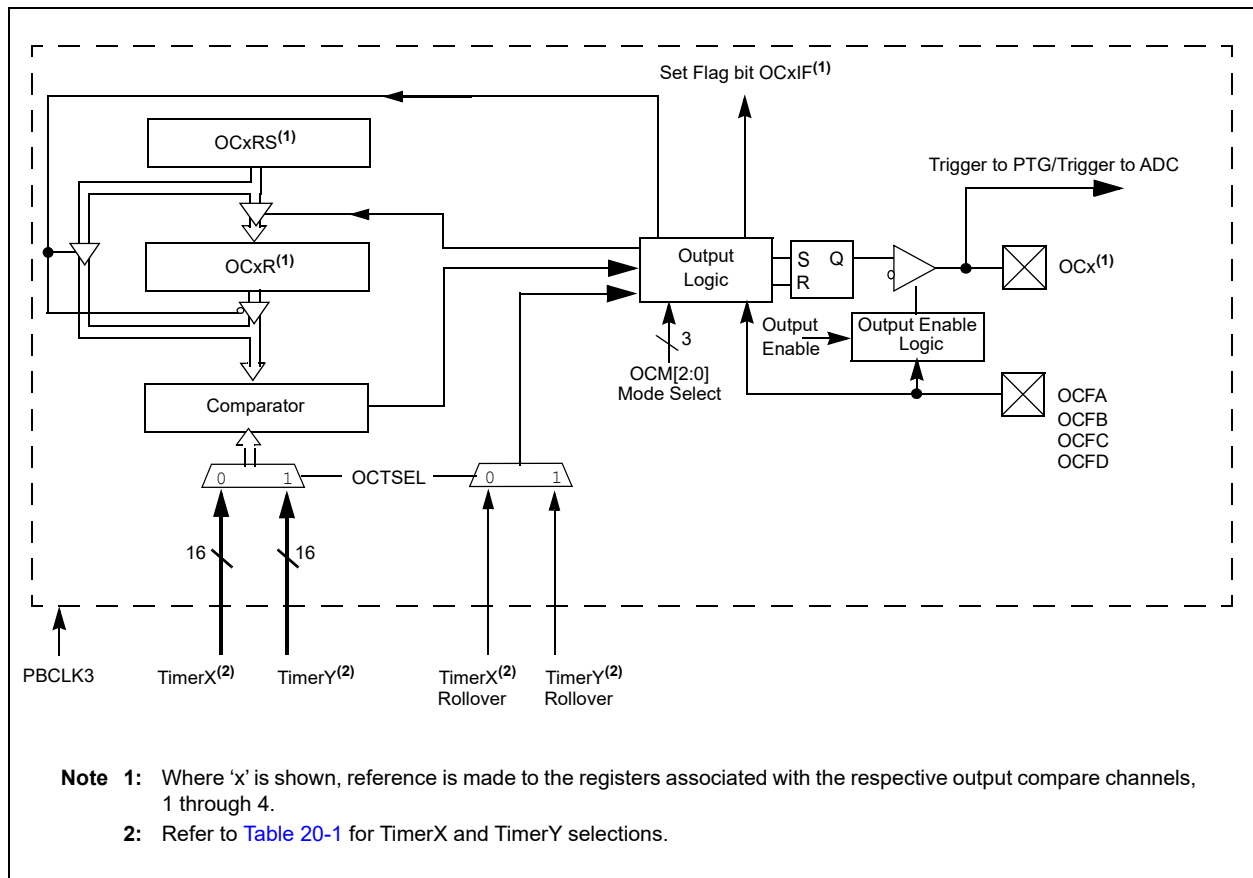 Set Flag bit OCxIF(1)
OCxRS(1)
Trigger to PTG/Trigger to ADC
OCxR(1)
Output
Logic
S Q
R
OCx(1)
Output
Enable
Output Enable
Logic
3
OCM[2:0]
Mode Select
Comparator
OCFA
OCFB
OCFC
OCFD
0 1
OCTSEL
0 1
16
16
PBCLK3
TimerX(2)
TimerY(2)
TimerX(2)
Rollover
TimerY(2)
Rollover
Note 1: Where ‘x’ is shown, reference is made to the registers associated with the respective output compare channels,
1 through 4.
2: Refer to Table 20-1 for TimerX and TimerY selections.